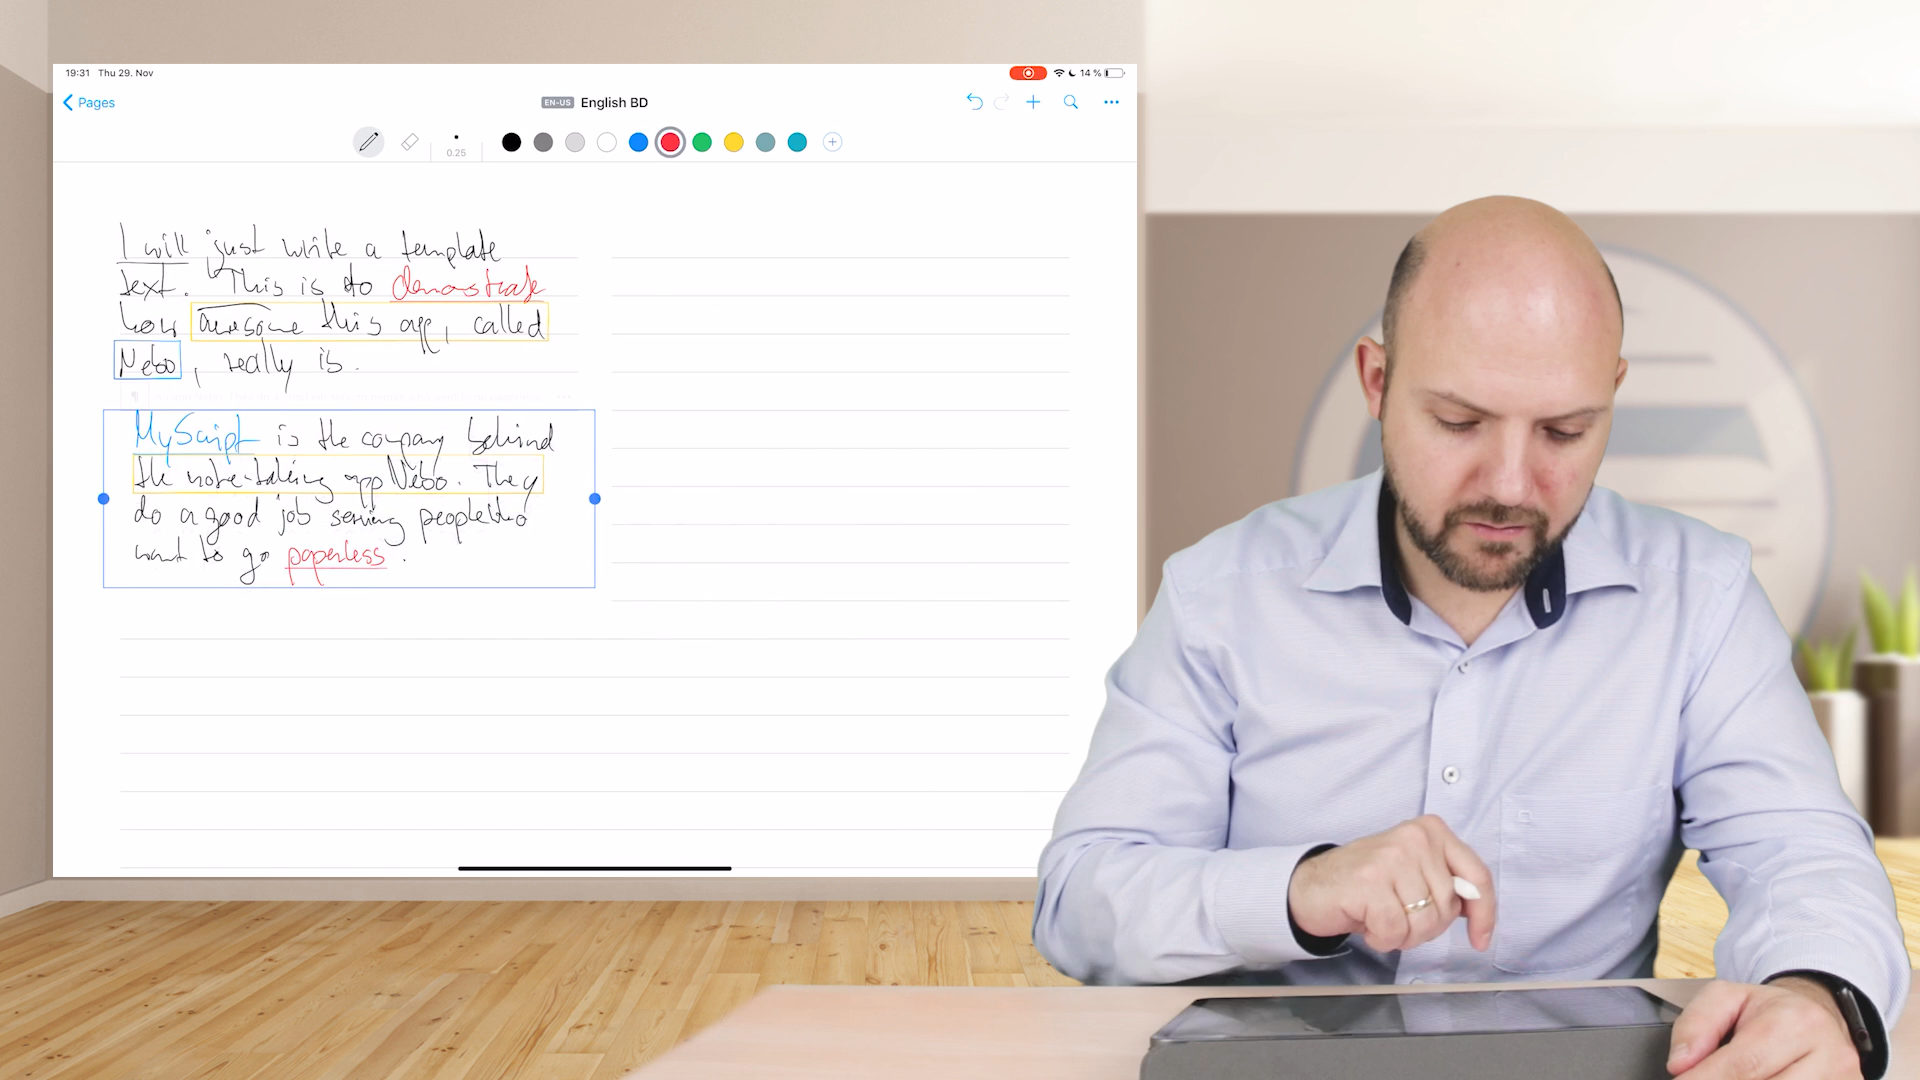 19:31 Thu 29. Nov 14 %
Pages EN-US English BD
0.25
I will just write a template
text. This is to demostrate
how awesome this app, called
Nebo, really is.
MyScript is the company behind
the note-taking app Nebo. They
do a good job serving people who
want to go paperless.